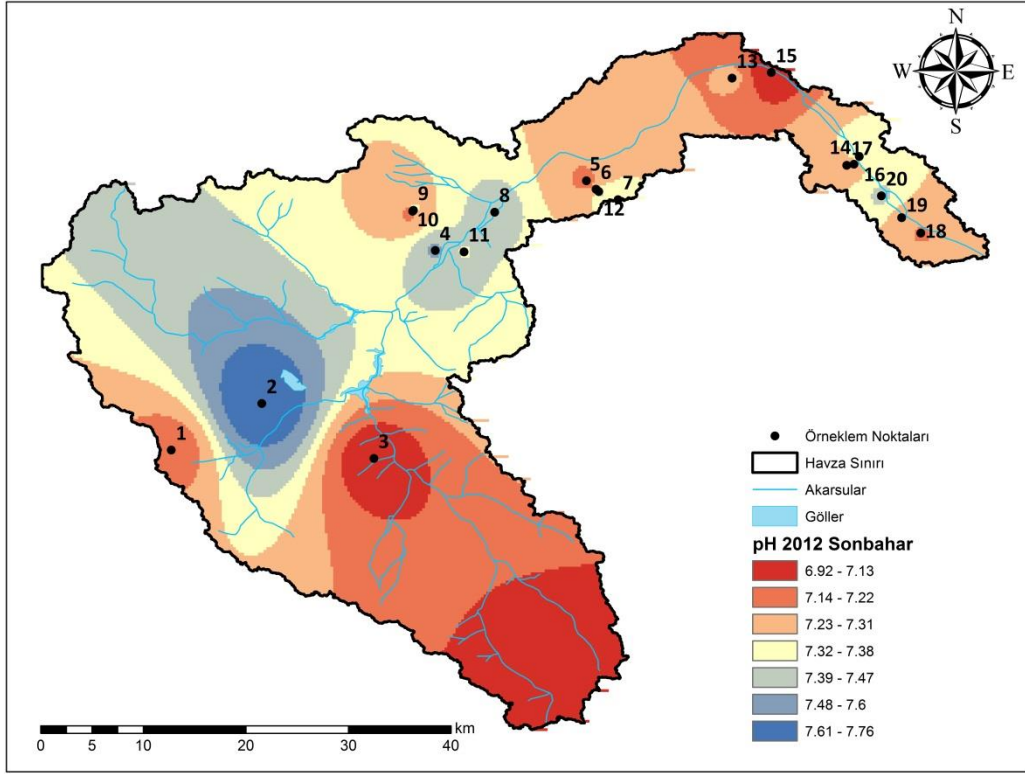 N
W E
S
13 15
14 17
16 20
19
18
5 6
7
12
9
10
8
4 11
2
1
3
Örneklem Noktaları
Havza Sınırı
Akarsular
Göller
pH 2012 Sonbahar
6.92 - 7.13
7.14 - 7.22
7.23 - 7.31
7.32 - 7.38
7.39 - 7.47
7.48 - 7.6
7.61 - 7.76
km
0 5 10 20 30 40